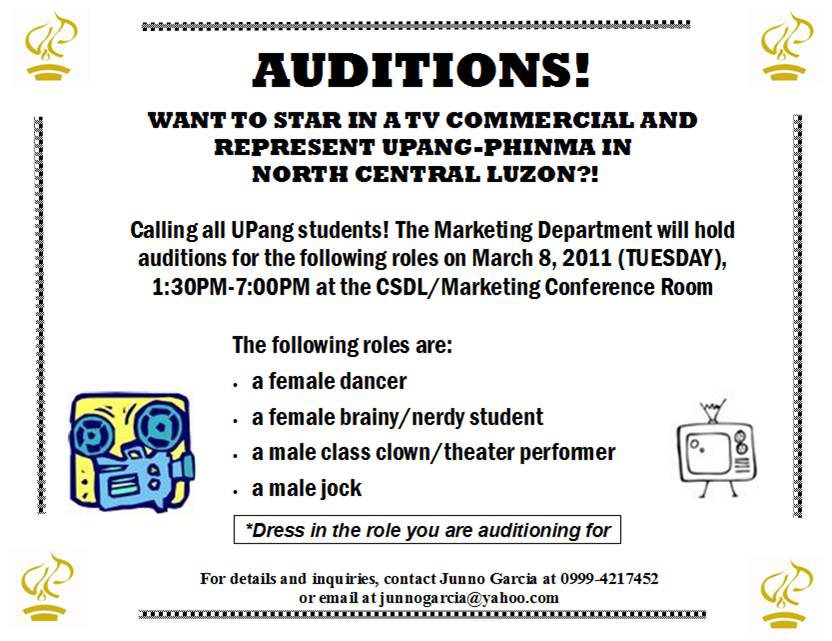 AUDITIONS!
WANT TO STAR IN A TV COMMERCIAL AND
REPRESENT UPANG-PHINMA IN
NORTH CENTRAL LUZON?!
Calling all UPang students! The Marketing Department will hold
auditions for the following roles on March 8, 2011 (TUESDAY),
1:30PM-7:00PM at the CSDL/Marketing Conference Room
The following roles are:
• a female dancer
• a female brainy/nerdy student
• a male class clown/theater performer
• a male jock
*Dress in the role you are auditioning for
For details and inquiries, contact Junno Garcia at 0999-4217452
or email at junnogarcia@yahoo.com